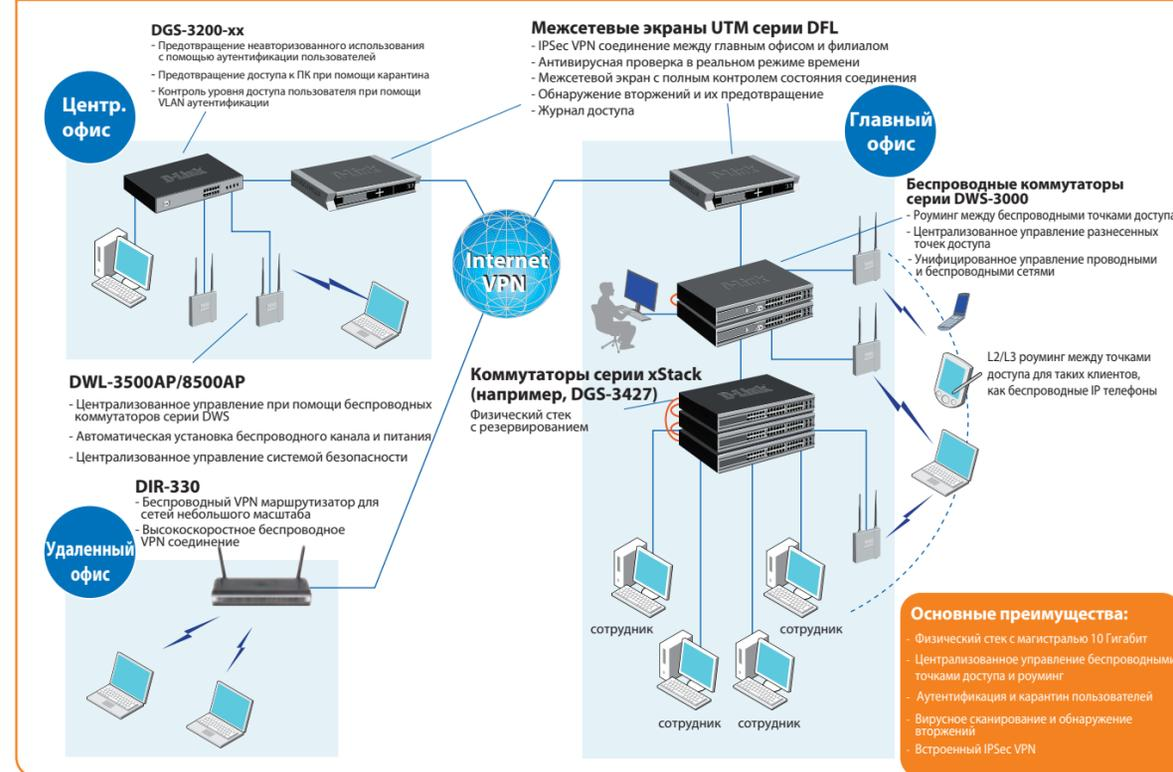 DGS-3200-xx
- Предотвращение неавторизованного использования
с помощью аутентификации пользователей
- Предотвращение доступа к ПК при помощи карантина
- Контроль уровня доступа пользователя при помощи
VLAN аутентификации
Межсетевые экраны UTM серии DFL
- IPSec VPN соединение между главным офисом и филиалом
- Антивирусная проверка в реальном режиме времени
- Межсетевой экран с полным контролем состояния соединения
- Обнаружение вторжений и их предотвращение
- Журнал доступа
Центр.
офис
Главный
офис
D-Link
D-Link
D-Link
Беспроводные коммутаторы
серии DWS-3000
- Роуминг между беспроводными точками доступа
- Централизованное управление разнесенных
точек доступа
- Унифицированное управление проводными
и беспроводными сетями
Internet
VPN
D-Link
L2/L3 роуминг между точками
доступа для таких клиентов,
как беспроводные IP телефоны
DWL-3500AP/8500AP
- Централизованное управление при помощи беспроводных
коммутаторов серии DWS
- Автоматическая установка беспроводного канала и питания
- Централизованное управление системой безопасности
Коммутаторы серии xStack
(например, DGS-3427)
Физический стек
с резервированием
D-Link
DIR-330
- Беспроводный VPN маршрутизатор для
сетей небольшого масштаба
- Высокоскоростное беспроводное
VPN соединение
Удаленный
офис
сотрудник
сотрудник
сотрудник
сотрудник
Основные преимущества:
- Физический стек с магистралью 10 Гигабит
- Централизованное управление беспроводными
точками доступа и роуминг
- Аутентификация и карантин пользователей
- Вирусное сканирование и обнаружение
вторжений
- Встроенный IPSec VPN